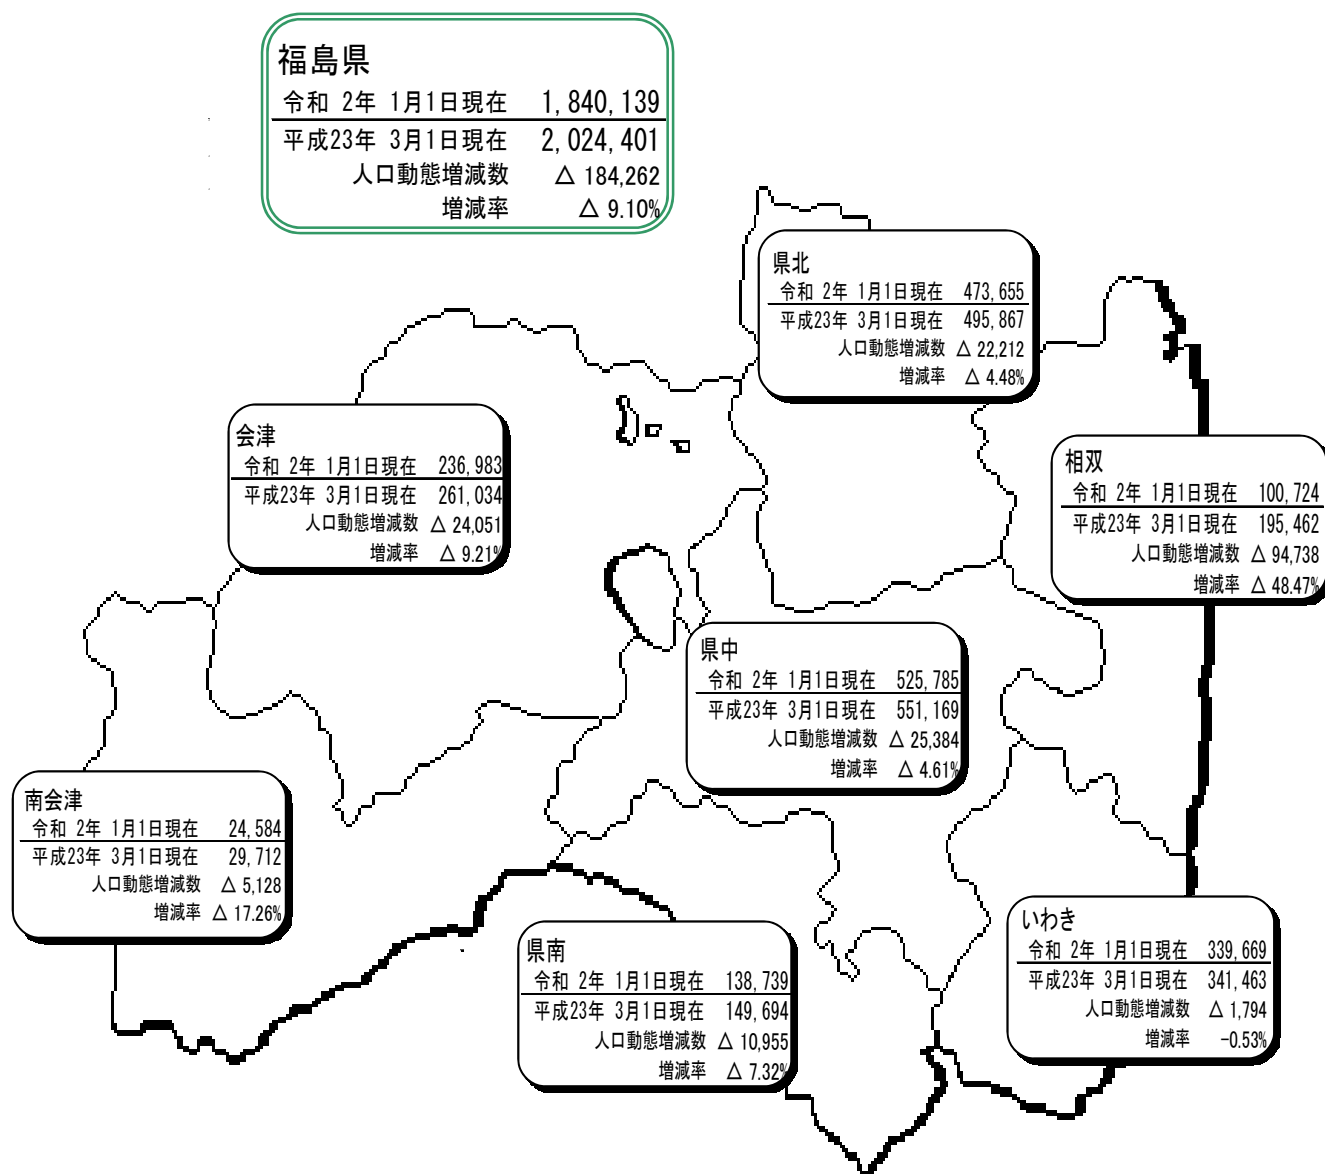 福島県
令和 2年 1月1日現在 1,840,139
平成23年 3月1日現在 2,024,401
人口動態増減数 △ 184,262
増減率 △ 9.10%
県北
令和 2年 1月1日現在 473,655
平成23年 3月1日現在 495,867
人口動態増減数 △ 22,212
増減率 △ 4.48%
会津
令和 2年 1月1日現在 236,983
平成23年 3月1日現在 261,034
人口動態増減数 △ 24,051
増減率 △ 9.21%
相双
令和 2年 1月1日現在 100,724
平成23年 3月1日現在 195,462
人口動態増減数 △ 94,738
増減率 △ 48.47%
県中
令和 2年 1月1日現在 525,785
平成23年 3月1日現在 551,169
人口動態増減数 △ 25,384
増減率 △ 4.61%
南会津
令和 2年 1月1日現在 24,584
平成23年 3月1日現在 29,712
人口動態増減数 △ 5,128
増減率 △ 17.26%
県南
令和 2年 1月1日現在 138,739
平成23年 3月1日現在 149,694
人口動態増減数 △ 10,955
増減率 △ 7.32%
いわき
令和 2年 1月1日現在 339,669
平成23年 3月1日現在 341,463
人口動態増減数 △ 1,794
増減率 -0.53%